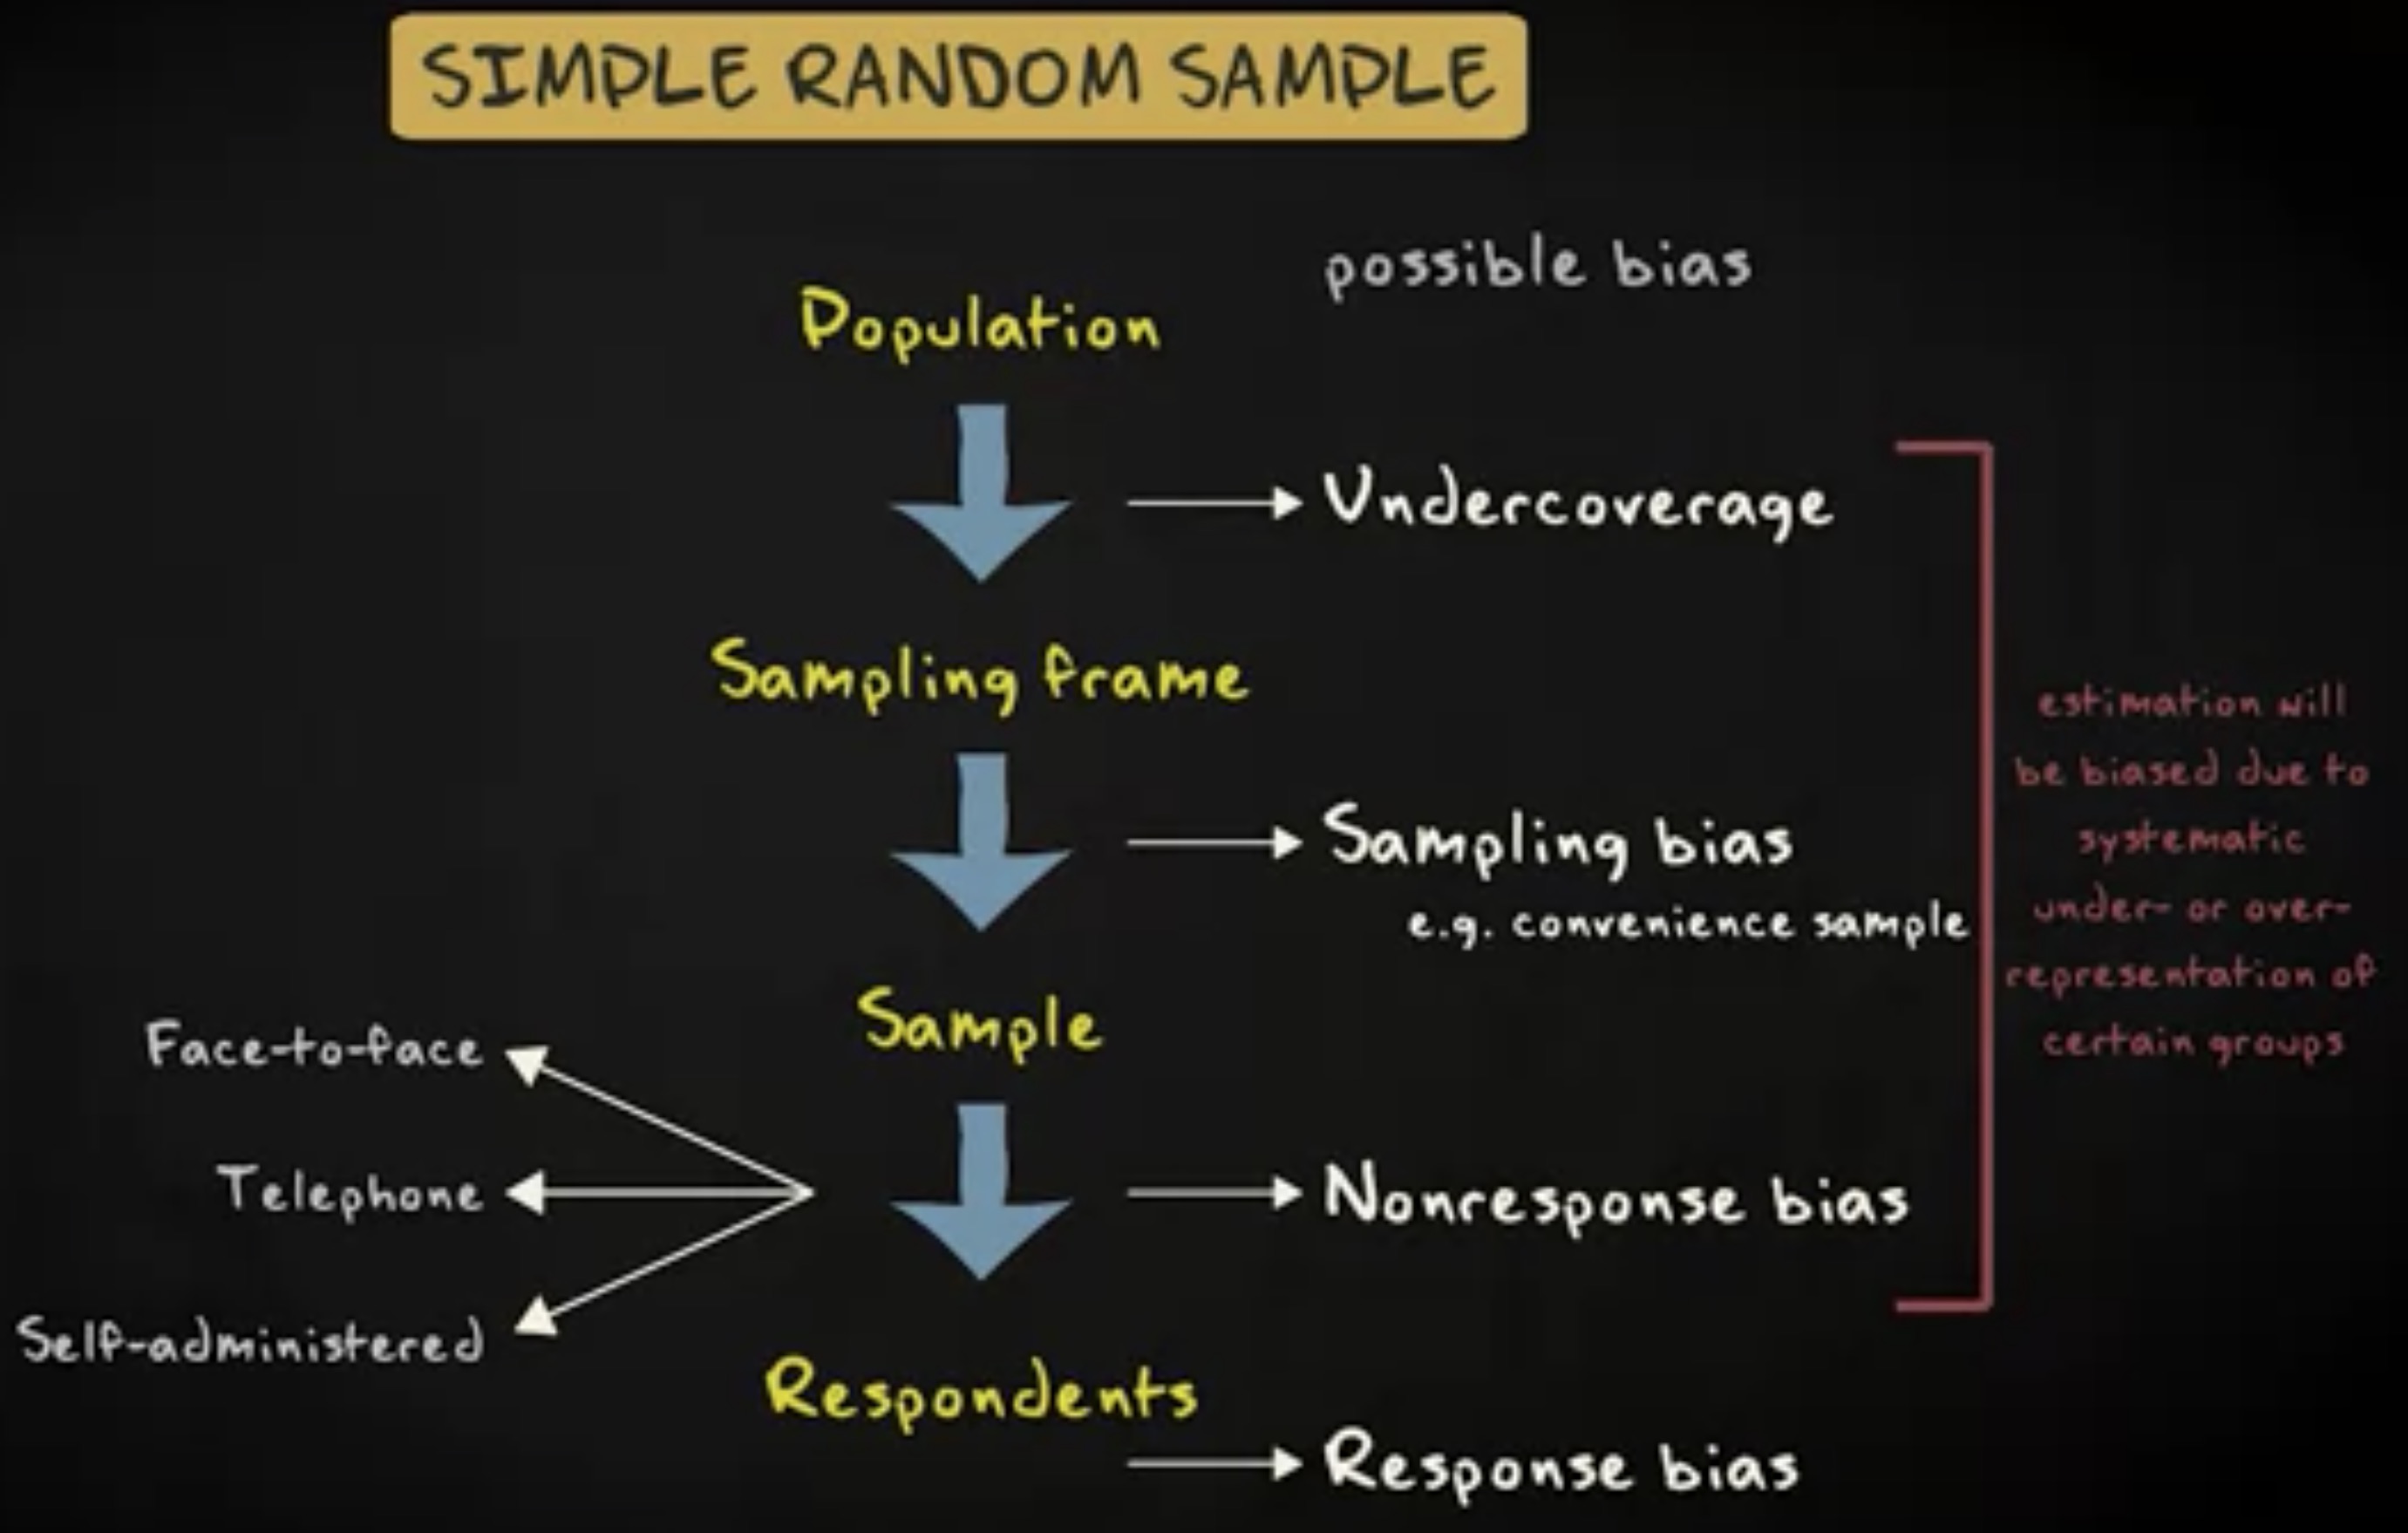 SIMPLE RANDOM SAMPLE
possible bias
Population
Undercoverage
Sampling frame
Sampling bias
e.g. convenience sample
Sample
Face-to-face
Telephone
Self-administered
Nonresponse bias
Respondents
Response bias
estimation will
be biased due to
systematic
under- or over-
representation of
certain groups